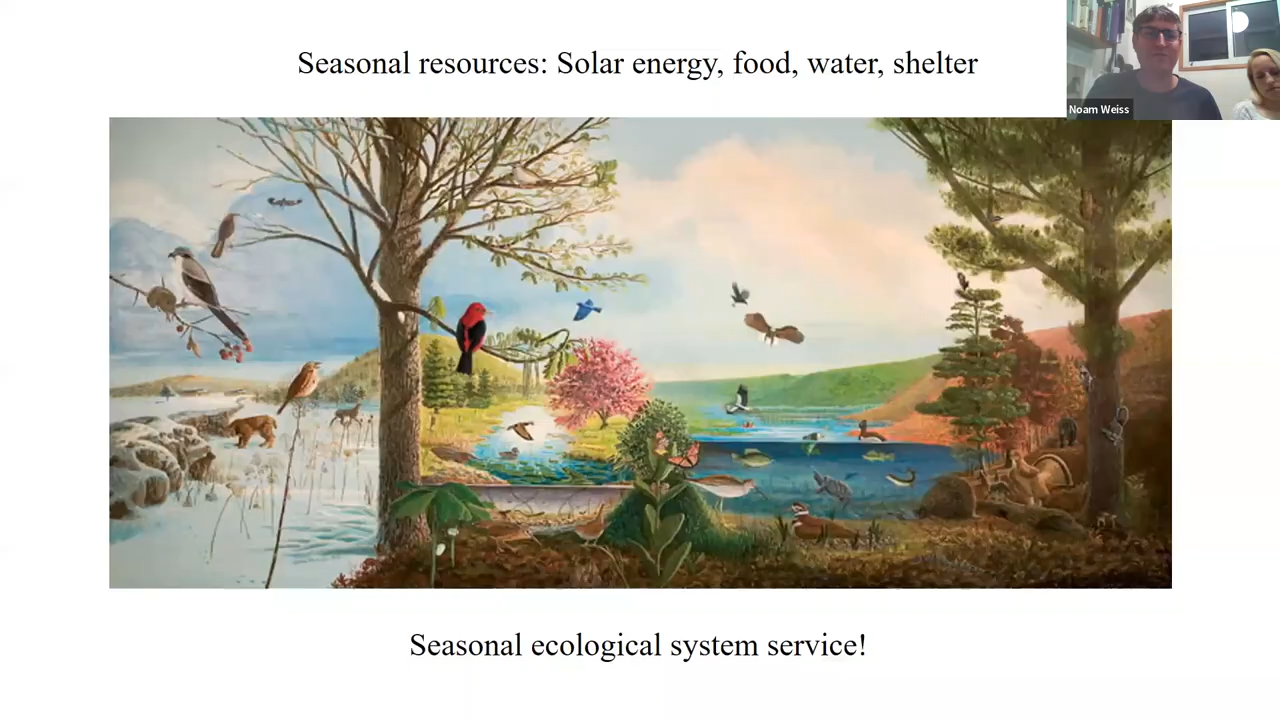 Seasonal resources: Solar energy, food, water, shelter
Noam Weiss
Seasonal ecological system service!